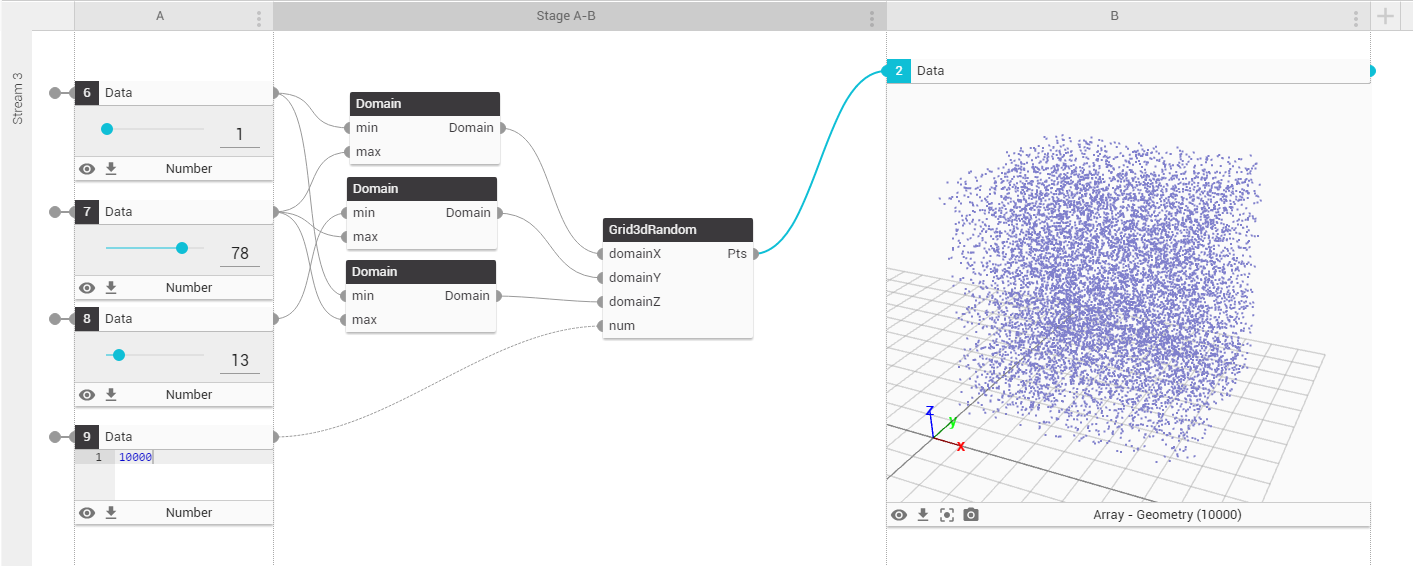 A
Stage A-B
B
Stream 3
6 Data
1
Number
7 Data
78
Number
8 Data
13
Number
9 Data
1 10000
Number
Domain
min Domain
max
Domain
min Domain
max
Domain
min Domain
max
Grid3dRandom
domainX Pts
domainY
domainZ
num
2 Data
z
y
x
Array - Geometry (10000)